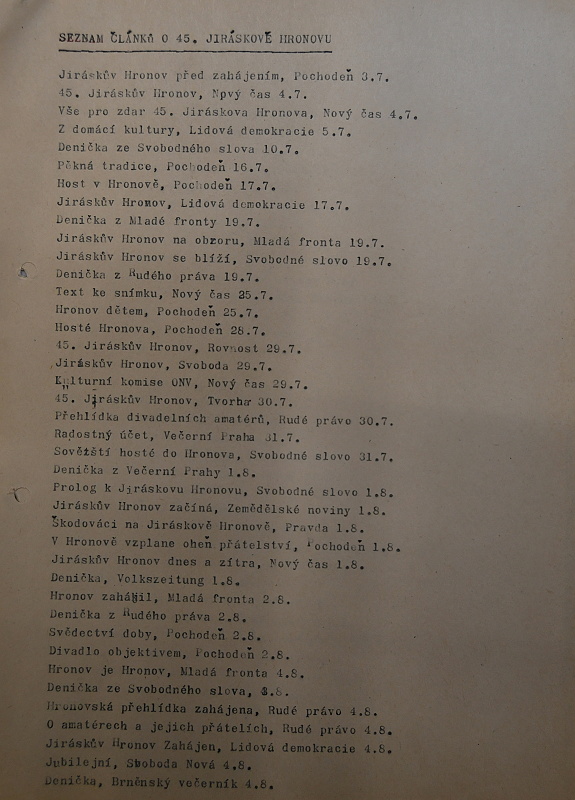 SEZNAM ČLÁNKŮ O 45. JIRÁSKOVĚ HRONOVU
Jiráskův Hronov před zahájením, Pochodeň 3.7.
45. Jiráskův Hronov, Nový čas 4.7.
Vše pro zdar 45. Jiráskova Hronova, Nový čas 4.7.
Z domácí kultury, Lidová demokracie 5.7.
Denička ze Svobodného slova 10.7.
Pěkná tradice, Pochodeň 16.7.
Host v Hronově, Pochodeň 17.7.
Jiráskův Hronov, Lidová demokracie 17.7.
Denička z Mladé fronty 19.7.
Jiráskův Hronov na obzoru, Mladá fronta 19.7.
Jiráskův Hronov se blíží, Svobodné slovo 19.7.
Denička z Rudého práva 19.7.
Text ke snímku, Nový čas 25.7.
Hronov dětem, Pochodeň 25.7.
Hosté Hronova, Pochodeň 28.7.
45. Jiráskův Hronov, Rovnost 29.7.
Jiráskův Hronov, Svoboda 29.7.
Kulturní komise ONV, Nový čas 29.7.
45. Jiráskův Hronov, Tvorba 30.7.
Přehlídka divadelních amatérů, Rudé právo 30.7.
Radostný účet, Večerní Praha 31.7.
Sovětští hosté do Hronova, Svobodné slovo 31.7.
Denička z Večerní Prahy 1.8.
Prolog k Jiráskovu Hronovu, Svobodné slovo 1.8.
Jiráskův Hronov začíná, Zemědělské noviny 1.8.
Škodováci na Jiráskově Hronově, Pravda 1.8.
V Hronově vzplane oheň přátelství, Pochodeň 1.8.
Jiráskův Hronov dnes a zítra, Nový čas 1.8.
Denička, Volkszeitung 1.8.
Hronov zahájil, Mladá fronta 2.8.
Denička z Rudého práva 2.8.
Svědectví doby, Pochodeň 2.8.
Divadlo objektivem, Pochodeň 2.8.
Hronov je Hronov, Mladá fronta 4.8.
Denička ze Svobodného slova,
Hronovská přehlídka zahájena, Rudé právo 4.8.
O amatérech a jejich přátelích, Rudé právo 4.8.
Jiráskův Hronov Zahájen, Lidová demokracie 4.8.
Jubilejní, Svoboda Nová 4.8.
Denička, Brněnský večerník 4.8.